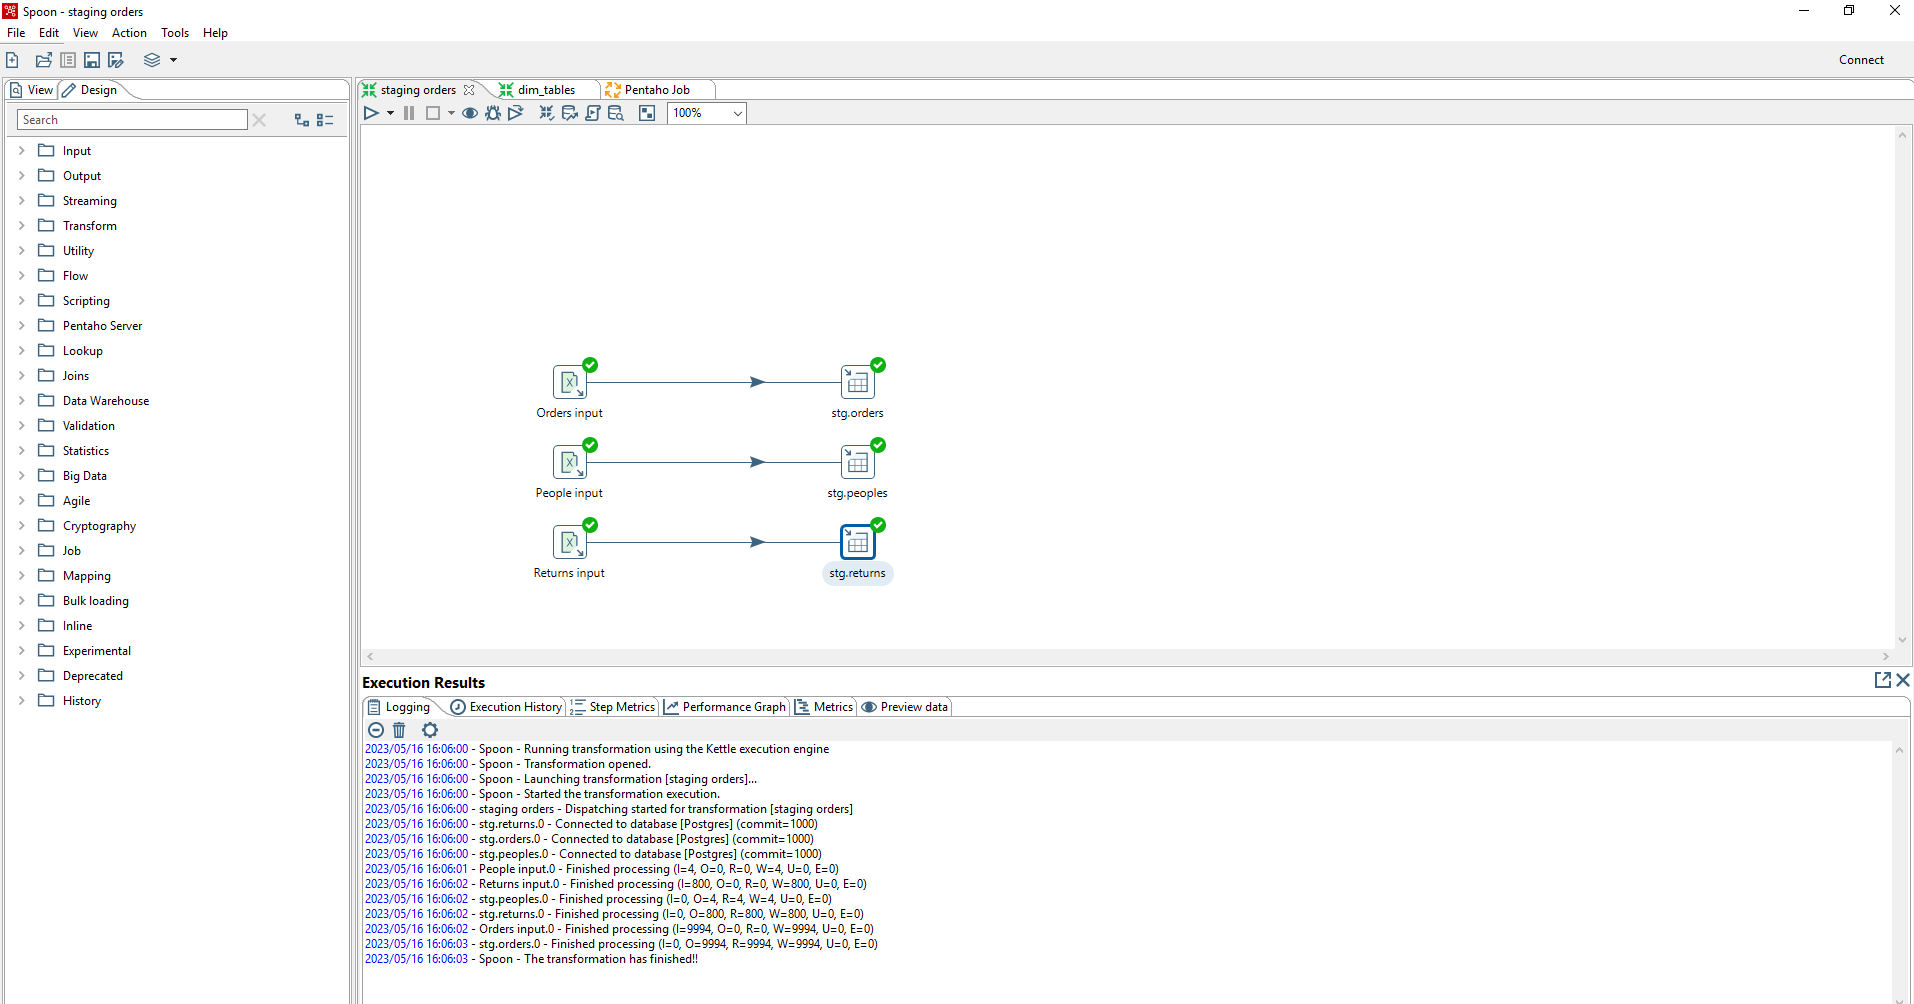 Spoon - staging orders
File Edit View Action Tools Help
Connect
View Design
Search
Input
Output
Streaming
Transform
Utility
Flow
Scripting
Pentaho Server
Lookup
Joins
Data Warehouse
Validation
Statistics
Big Data
Agile
Cryptography
Job
Mapping
Bulk loading
Inline
Experimental
Deprecated
History
staging orders dim_tables Pentaho Job
100%
Orders input stg.orders
People input stg.peoples
Returns input stg.returns
Execution Results
Logging Execution History Step Metrics Performance Graph Metrics Preview data
2023/05/16 16:06:00 - Spoon - Running transformation using the Kettle execution engine
2023/05/16 16:06:00 - Spoon - Transformation opened.
2023/05/16 16:06:00 - Spoon - Launching transformation [staging orders]...
2023/05/16 16:06:00 - Spoon - Started the transformation execution.
2023/05/16 16:06:00 - staging orders - Dispatching started for transformation [staging orders]
2023/05/16 16:06:00 - stg.returns.0 - Connected to database [Postgres] (commit=1000)
2023/05/16 16:06:00 - stg.orders.0 - Connected to database [Postgres] (commit=1000)
2023/05/16 16:06:00 - stg.peoples.0 - Connected to database [Postgres] (commit=1000)
2023/05/16 16:06:01 - People input.0 - Finished processing (I=4, O=0, R=0, W=4, U=0, E=0)
2023/05/16 16:06:02 - Returns input.0 - Finished processing (I=800, O=0, R=0, W=800, U=0, E=0)
2023/05/16 16:06:02 - stg.peoples.0 - Finished processing (I=0, O=4, R=4, W=4, U=0, E=0)
2023/05/16 16:06:02 - stg.returns.0 - Finished processing (I=0, O=800, R=800, W=800, U=0, E=0)
2023/05/16 16:06:02 - Orders input.0 - Finished processing (I=9994, O=0, R=0, W=9994, U=0, E=0)
2023/05/16 16:06:03 - stg.orders.0 - Finished processing (I=0, O=9994, R=9994, W=9994, U=0, E=0)
2023/05/16 16:06:03 - Spoon - The transformation has finished!!